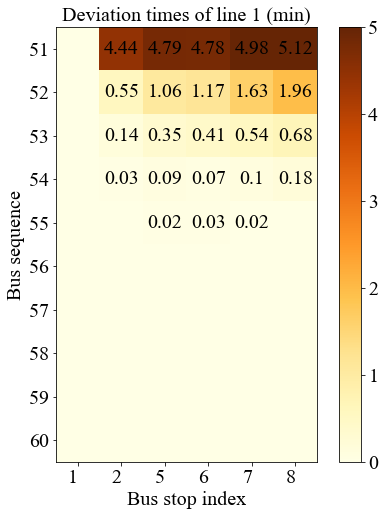 Deviation times of line 1 (min)
51 4.44 4.79 4.78 4.98 5.12 5
52 0.55 1.06 1.17 1.63 1.96
4
53 0.14 0.35 0.41 0.54 0.68
54 0.03 0.09 0.07 0.1 0.18
3
55 0.02 0.03 0.02
Bus sequence
56
57
2
58
59
1
60
0
1 2 5 6 7 8
Bus stop index